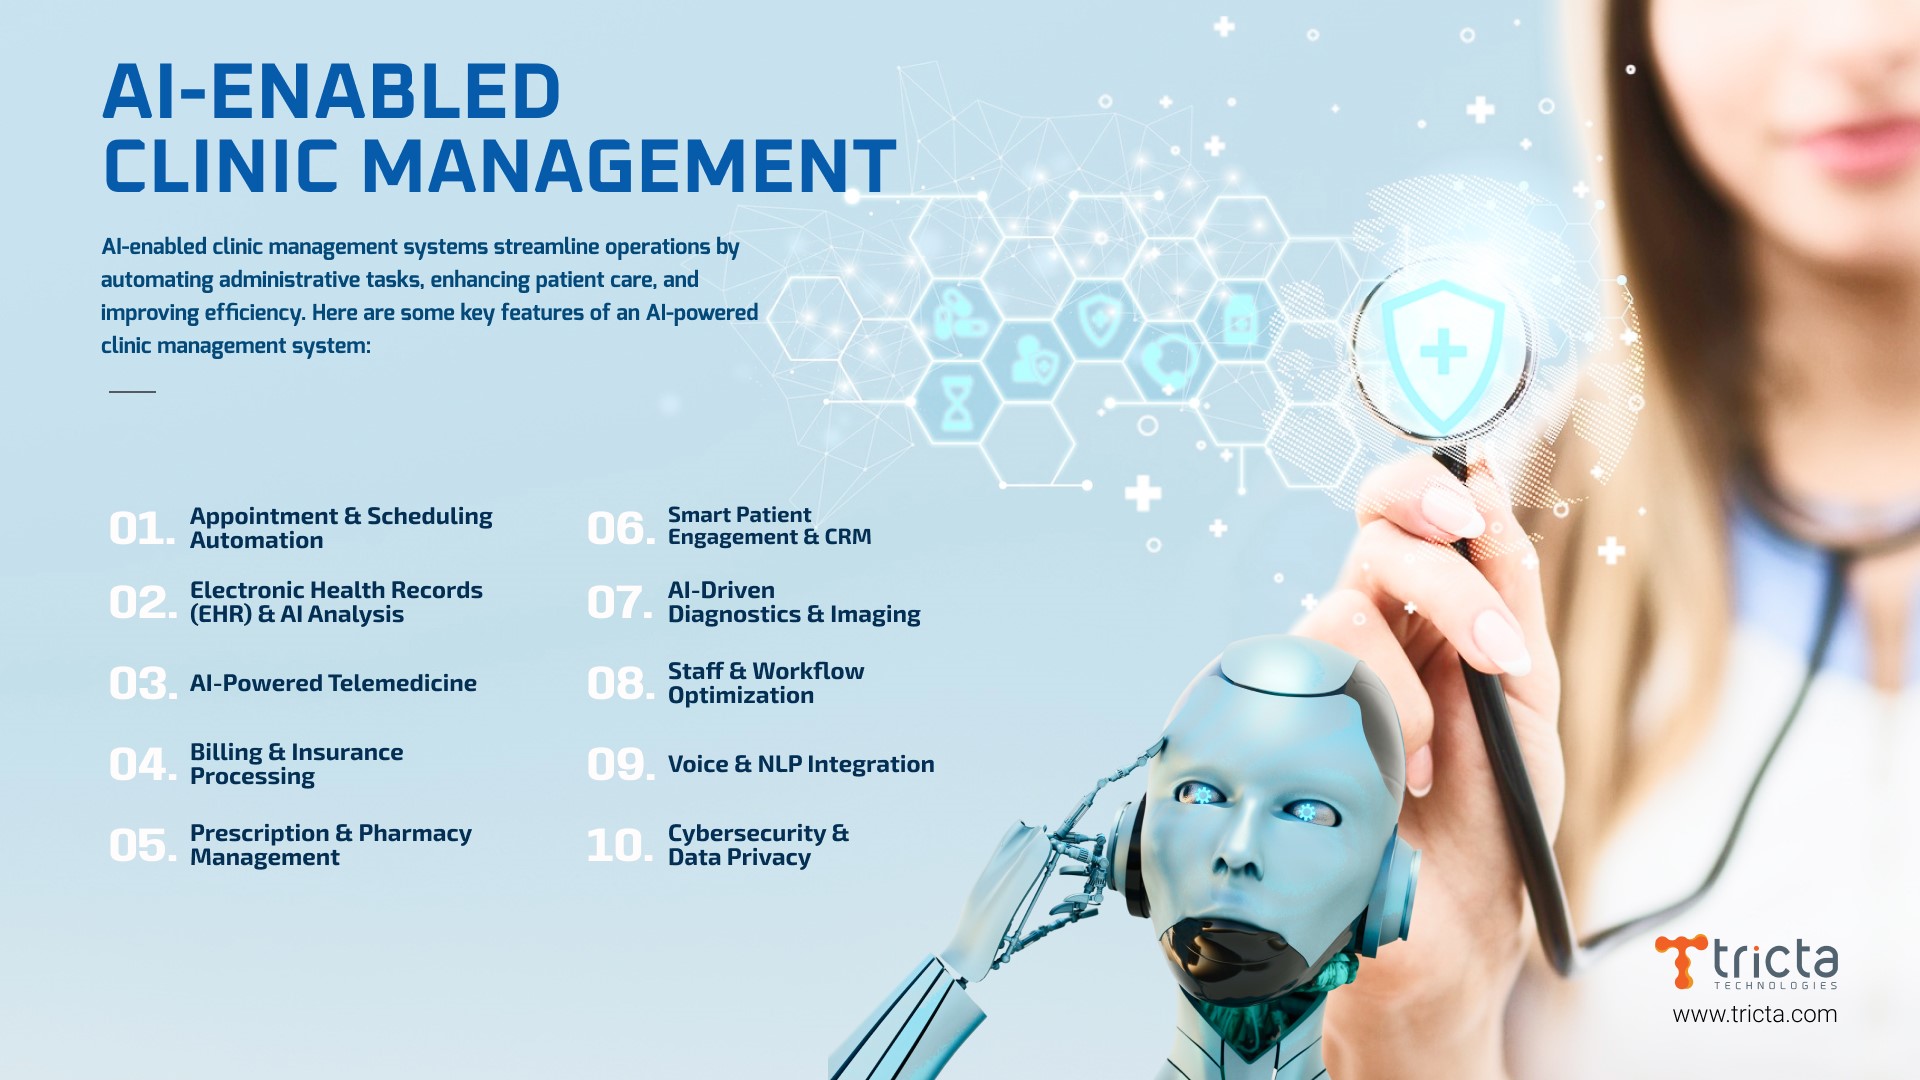 AI-ENABLED
CLINIC MANAGEMENT
AI-enabled clinic management systems streamline operations by
automating administrative tasks, enhancing patient care, and
improving efficiency. Here are some key features of an AI-powered
clinic management system:
01. Appointment & Scheduling
Automation
02. Electronic Health Records
(EHR) & AI Analysis
03. AI-Powered Telemedicine
04. Billing & Insurance
Processing
05. Prescription & Pharmacy
Management
06. Smart Patient
Engagement & CRM
07. AI-Driven
Diagnostics & Imaging
08. Staff & Workflow
Optimization
09. Voice & NLP Integration
10. Cybersecurity &
Data Privacy
tricta
TECHNOLOGIES
www.tricta.com